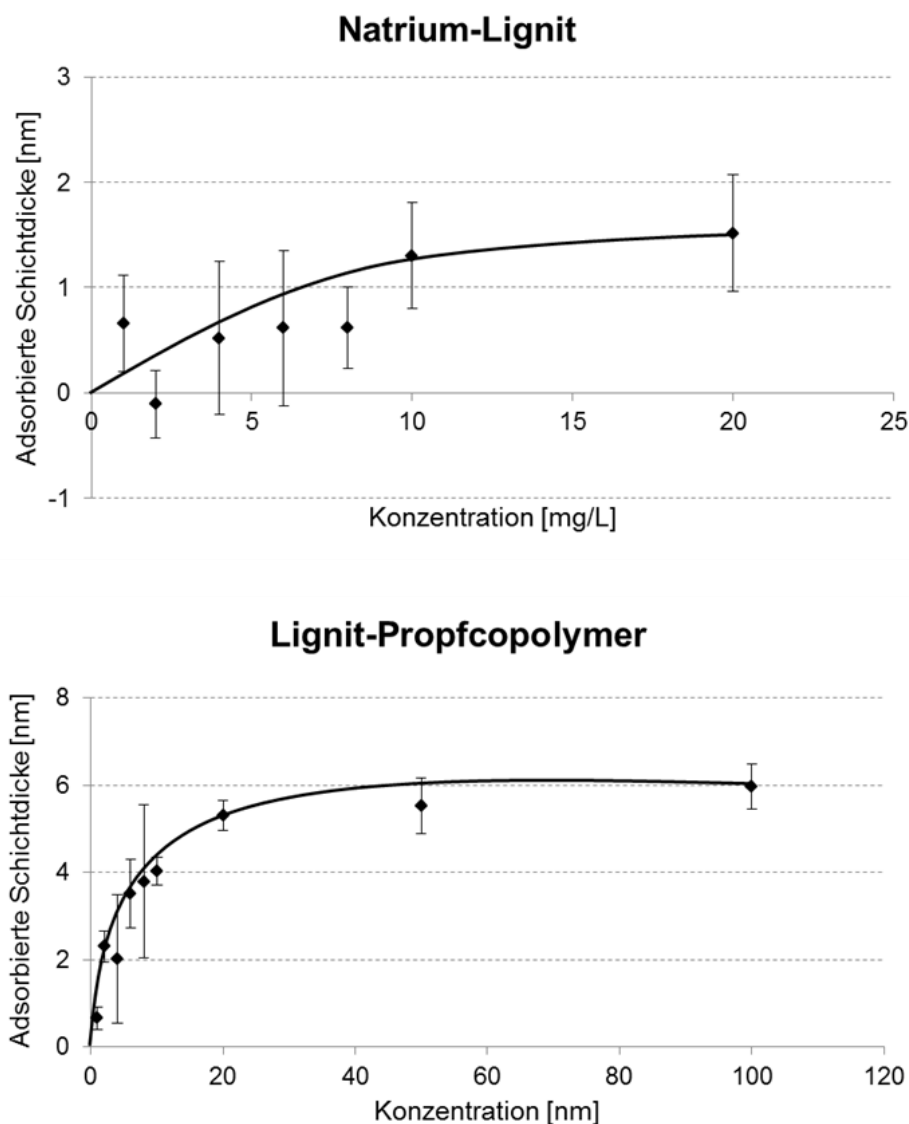 Natrium-Lignit
Adsorbierte Schichtdicke [nm]
3
2
1
0
-1
0 5 10 15 20 25
Konzentration [mg/L]
Lignit-Propfcopolymer
Adsorbierte Schichtdicke [nm]
8
6
4
2
0
0 20 40 60 80 100 120
Konzentration [nm]